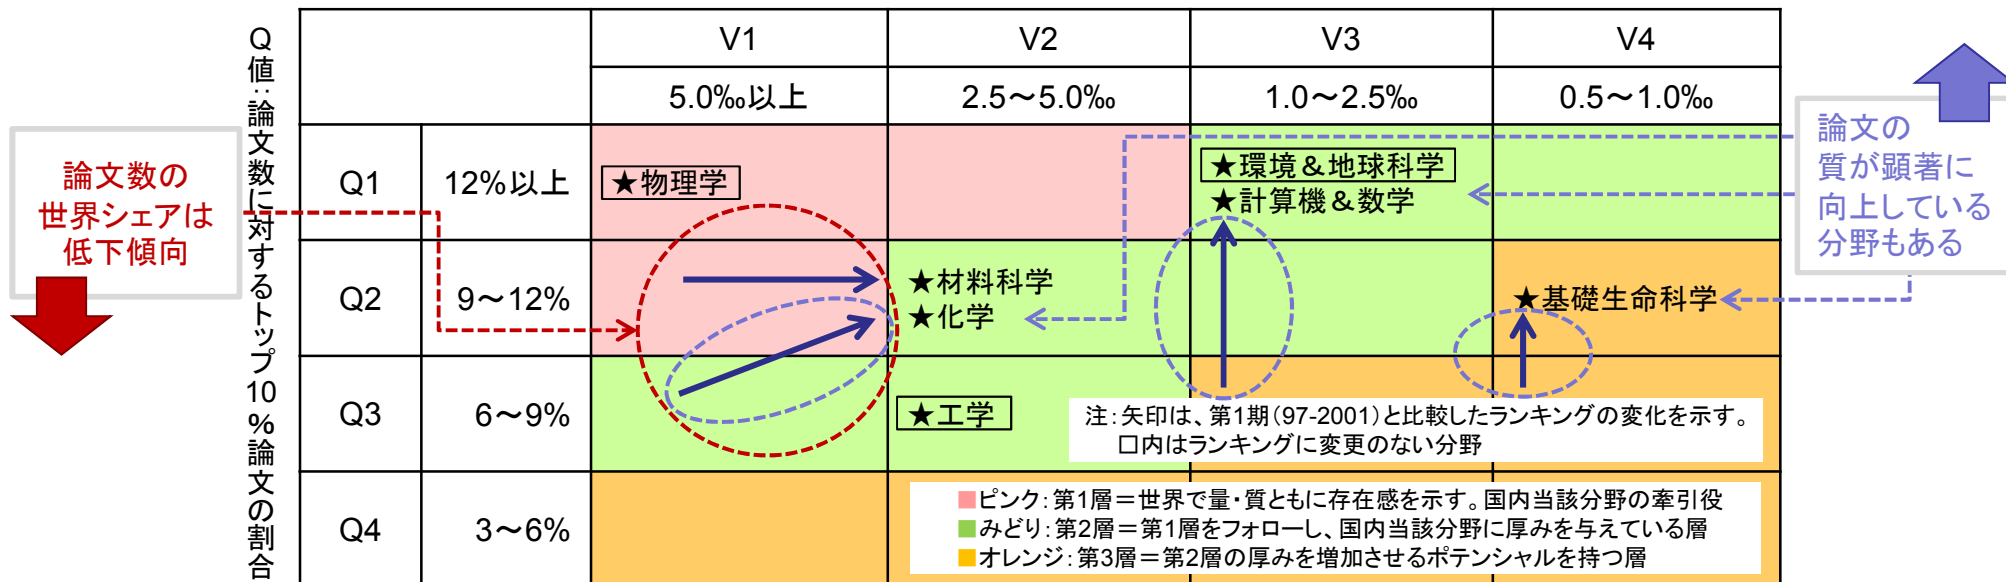 Q値：論文数に対するトップ10%論文の割合
V1
V2
V3
V4
5.0‰以上
2.5～5.0‰
1.0～2.5‰
0.5～1.0‰
論文数の
世界シェアは
低下傾向
論文の
質が顕著に
向上している
分野もある
Q1
12%以上
★物理学
★環境＆地球科学
★計算機＆数学
Q2
9～12%
★材料科学
★化学
★基礎生命科学
Q3
6～9%
★工学
注：矢印は、第1期（97-2001）と比較したランキングの変化を示す。
□内はランキングに変更のない分野
Q4
3～6%
■ピンク：第1層＝世界で量・質ともに存在感を示す。国内当該分野の牽引役
■みどり：第2層＝第1層をフォローし、国内当該分野に厚みを与えている層
■オレンジ：第3層＝第2層の厚みを増加させるポテンシャルを持つ層